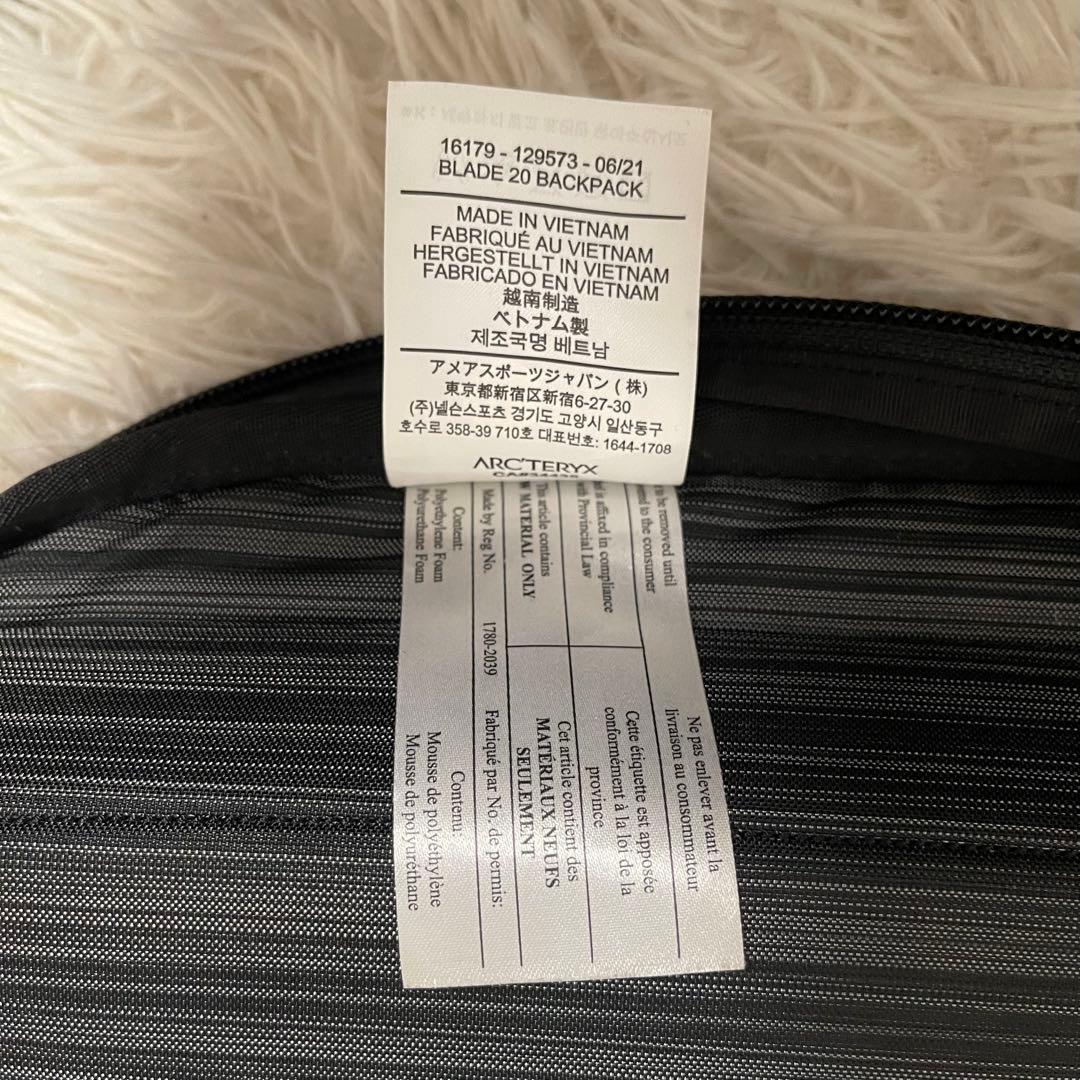 16179 - 129573 - 06/21
BLADE 20 BACKPACK
MADE IN VIETNAM
FABRIQUÉ AU VIETNAM
HERGESTELLT IN VIETNAM
FABRICADO EN VIETNAM
越南制造
ベトナム製
제조국명 베트남
アメアスポーツジャパン (株)
東京都新宿区新宿6-27-30
(주)넬슨스포츠 경기도 고양시 일산동구
호수로 358-39 710호 대표번호: 1644-1708
ARC'TERYX
to be removed until
to the consumer
is affixed in compliance
Provincial Law
This article contains
MATERIAL ONLY
Made by Reg No.
1780-2039
Content:
Polyethylene Foam
Polyurethane Foam
Ne pas enlever avant la
livraison au consommateur
Cette étiquette est apposée
conformément à la loi de la
province
Cet article contient des
MATÉRIAUX NEUFS
SEULEMENT
Fabriqué par No. de permis:
Contenu:
Mousse de polyéthylène
Mousse de polyuréthane